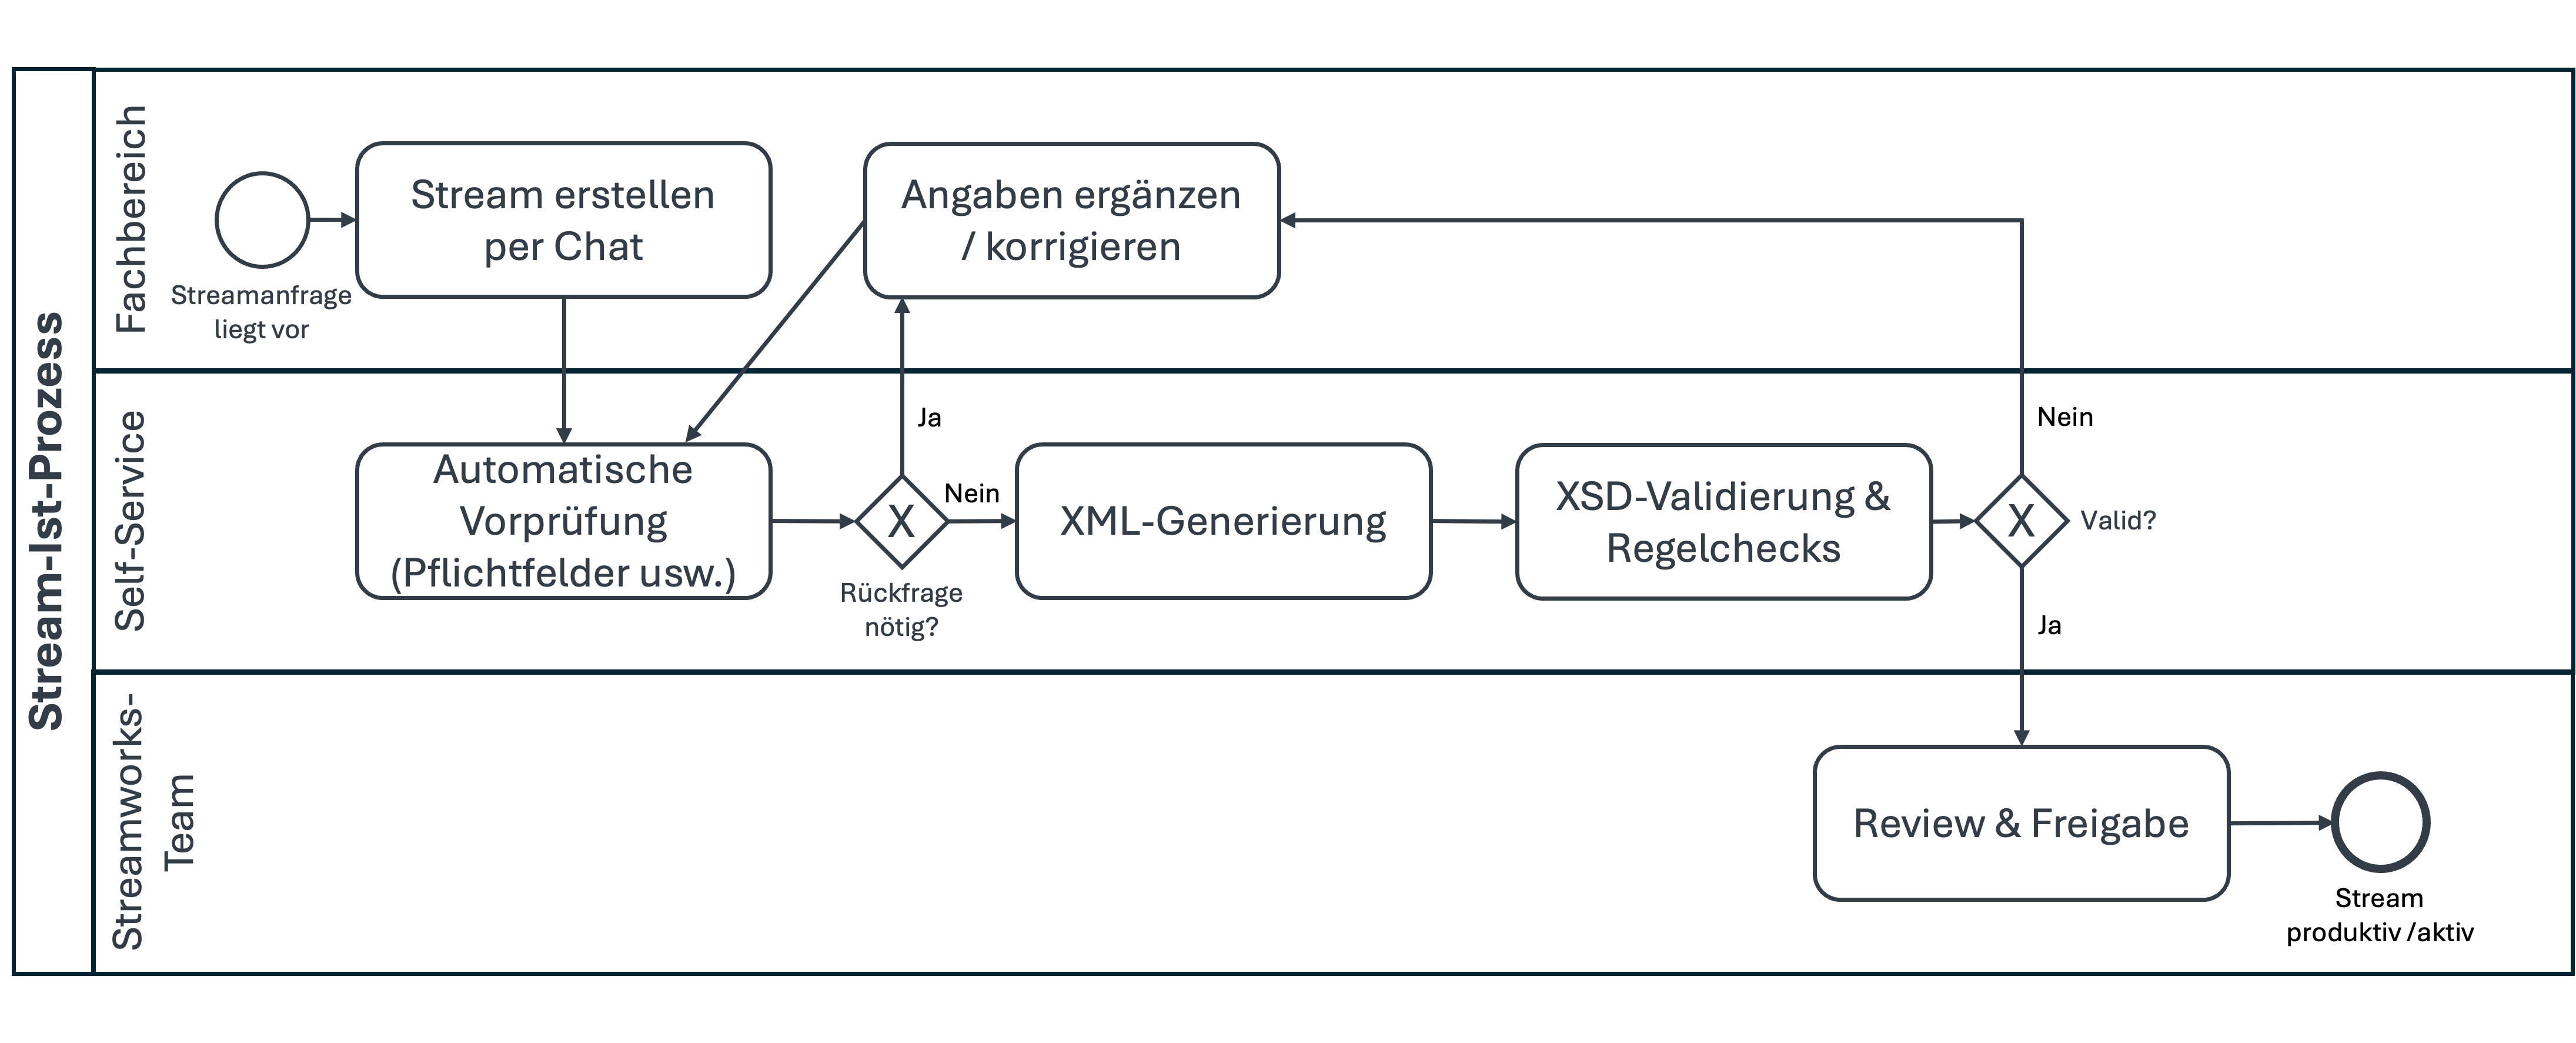 Stream-Ist-Prozess
Fachbereich
Streamanfrage
liegt vor
Stream erstellen
per Chat
Angaben ergänzen
/ korrigieren
Self-Service
Automatische
Vorprüfung
(Pflichtfelder usw.)
Ja
X
Nein
Rückfrage
nötig?
XML-Generierung
XSD-Validierung &
Regelchecks
Nein
X
Valid?
Ja
Streamworks-
Team
Review & Freigabe
Stream
produktiv /aktiv